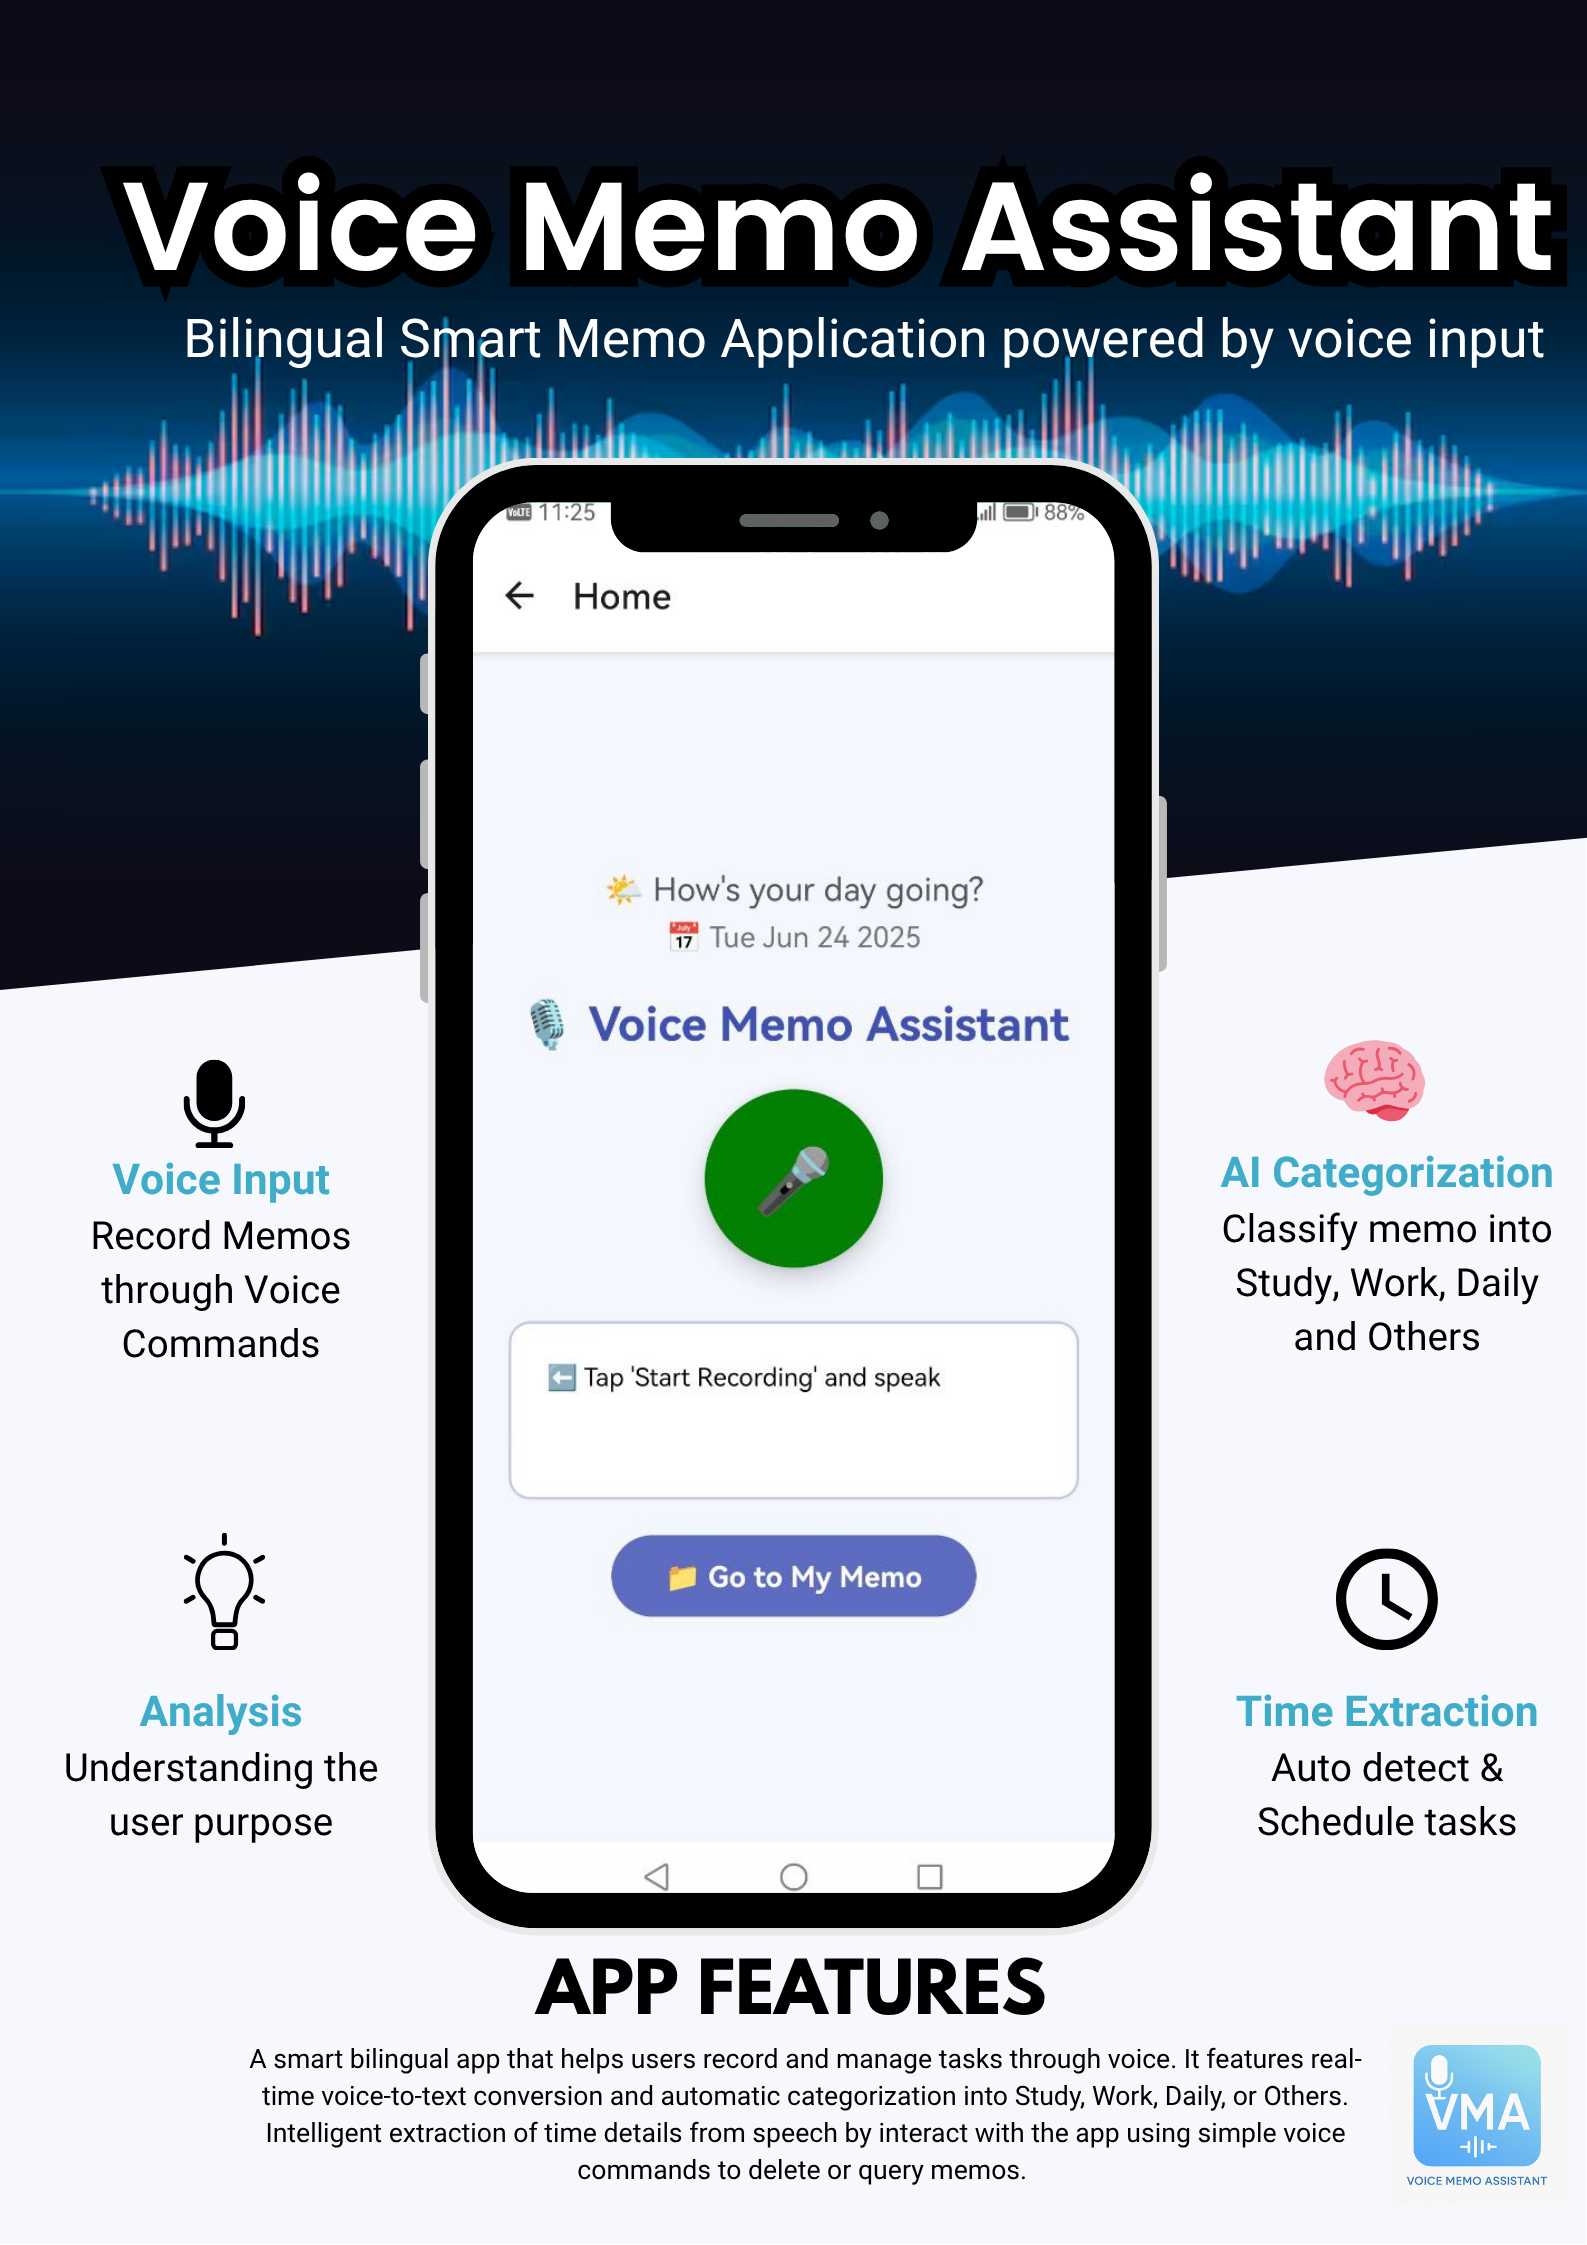 Voice Memo Assistant
Bilingual Smart Memo Application powered by voice input
VoLTE 11:25
88%
Home
How's your day going?
July 17 Tue Jun 24 2025
Voice Memo Assistant
Tap 'Start Recording' and speak
Go to My Memo
Voice Input
Record Memos
through Voice
Commands
AI Categorization
Classify memo into
Study, Work, Daily
and Others
Analysis
Understanding the
user purpose
Time Extraction
Auto detect &
Schedule tasks
APP FEATURES
A smart bilingual app that helps users record and manage tasks through voice. It features real-
time voice-to-text conversion and automatic categorization into Study, Work, Daily, or Others.
Intelligent extraction of time details from speech by interact with the app using simple voice
commands to delete or query memos.
VMA
VOICE MEMO ASSISTANT